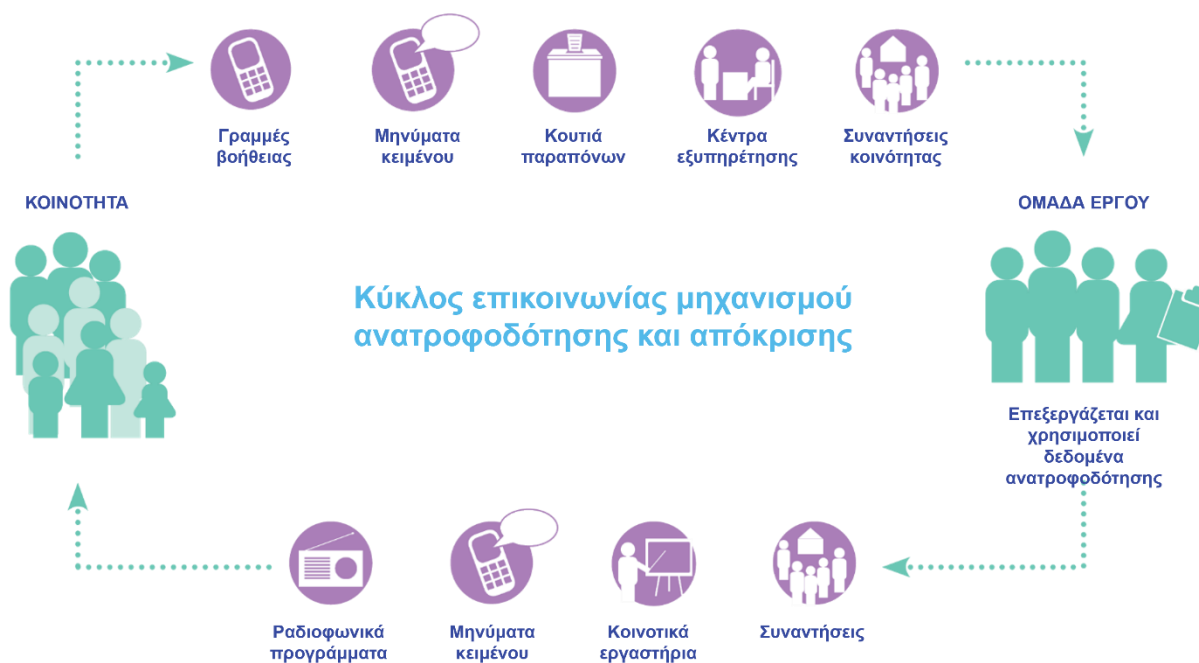 Γραμμές
βοήθειας
Μηνύματα
κειμένου
Κουτιά
παραπόνων
Κέντρα
εξυπηρέτησης
Συναντήσεις
κοινότητας
ΚΟΙΝΟΤΗΤΑ
ΟΜΑΔΑ ΕΡΓΟΥ
Κύκλος επικοινωνίας μηχανισμού
ανατροφοδότησης και απόκρισης
Επεξεργάζεται και
χρησιμοποιεί
δεδομένα
ανατροφοδότησης
Ραδιοφωνικά
προγράμματα
Μηνύματα
κειμένου
Κοινοτικά
εργαστήρια
Συναντήσεις